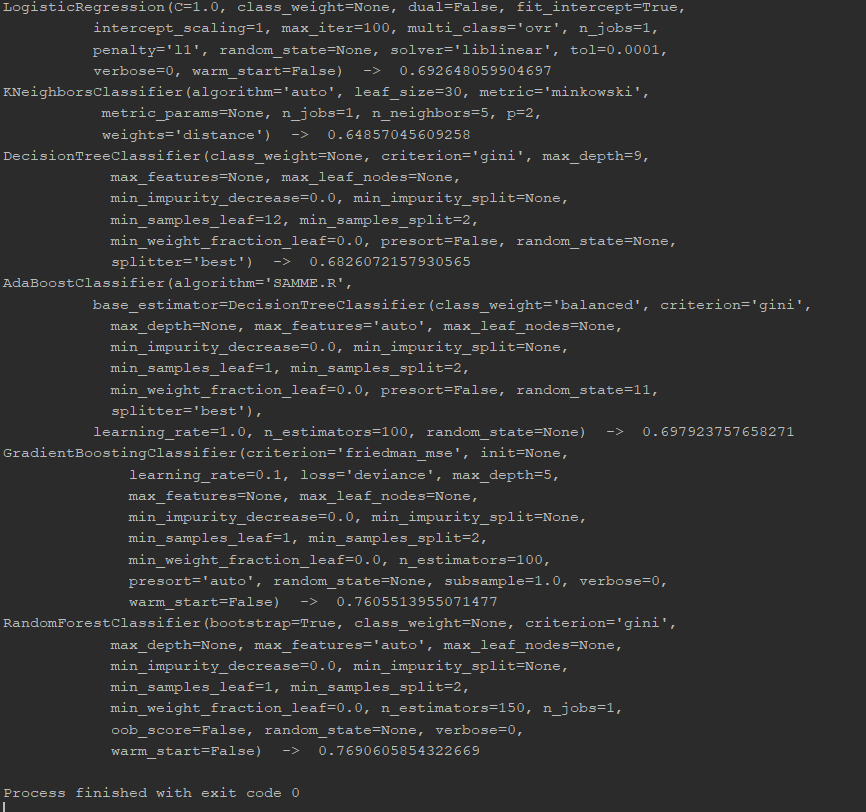 LogisticRegression(C=1.0, class_weight=None, dual=False, fit_intercept=True,
intercept_scaling=1, max_iter=100, multi_class='ovr', n_jobs=1,
penalty='l1', random_state=None, solver='liblinear', tol=0.0001,
verbose=0, warm_start=False)  ->  0.692648059904697
KNeighborsClassifier(algorithm='auto', leaf_size=30, metric='minkowski',
metric_params=None, n_jobs=1, n_neighbors=5, p=2,
weights='distance')  ->  0.64857045609258
DecisionTreeClassifier(class_weight=None, criterion='gini', max_depth=9,
max_features=None, max_leaf_nodes=None,
min_impurity_decrease=0.0, min_impurity_split=None,
min_samples_leaf=12, min_samples_split=2,
min_weight_fraction_leaf=0.0, presort=False, random_state=None,
splitter='best')  ->  0.6826072157930565
AdaBoostClassifier(algorithm='SAMME.R',
base_estimator=DecisionTreeClassifier(class_weight='balanced', criterion='gini',
max_depth=None, max_features='auto', max_leaf_nodes=None,
min_impurity_decrease=0.0, min_impurity_split=None,
min_samples_leaf=1, min_samples_split=2,
min_weight_fraction_leaf=0.0, presort=False, random_state=11,
splitter='best'),
learning_rate=1.0, n_estimators=100, random_state=None)  ->  0.697923757658271
GradientBoostingClassifier(criterion='friedman_mse', init=None,
learning_rate=0.1, loss='deviance', max_depth=5,
max_features=None, max_leaf_nodes=None,
min_impurity_decrease=0.0, min_impurity_split=None,
min_samples_leaf=1, min_samples_split=2,
min_weight_fraction_leaf=0.0, n_estimators=100,
presort='auto', random_state=None, subsample=1.0, verbose=0,
warm_start=False)  ->  0.7605513955071477
RandomForestClassifier(bootstrap=True, class_weight=None, criterion='gini',
max_depth=None, max_features='auto', max_leaf_nodes=None,
min_impurity_decrease=0.0, min_impurity_split=None,
min_samples_leaf=1, min_samples_split=2,
min_weight_fraction_leaf=0.0, n_estimators=150, n_jobs=1,
oob_score=False, random_state=None, verbose=0,
warm_start=False)  ->  0.7690605854322669
Process finished with exit code 0